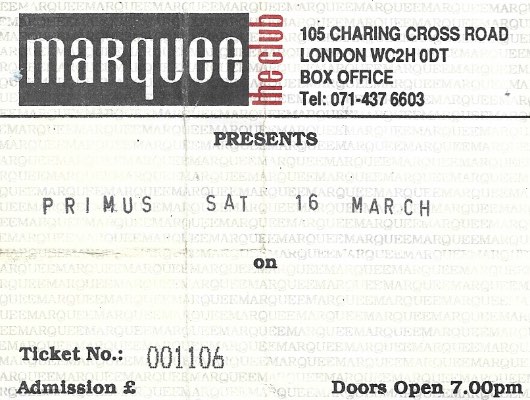 marquee
the club
105 CHARING CROSS ROAD
LONDON WC2H 0DT
BOX OFFICE
Tel: 071-437 6603
PRESENTS
PRIMUS SAT 16 MARCH
on
Ticket No.: 001106
Admission £
Doors Open 7.00pm